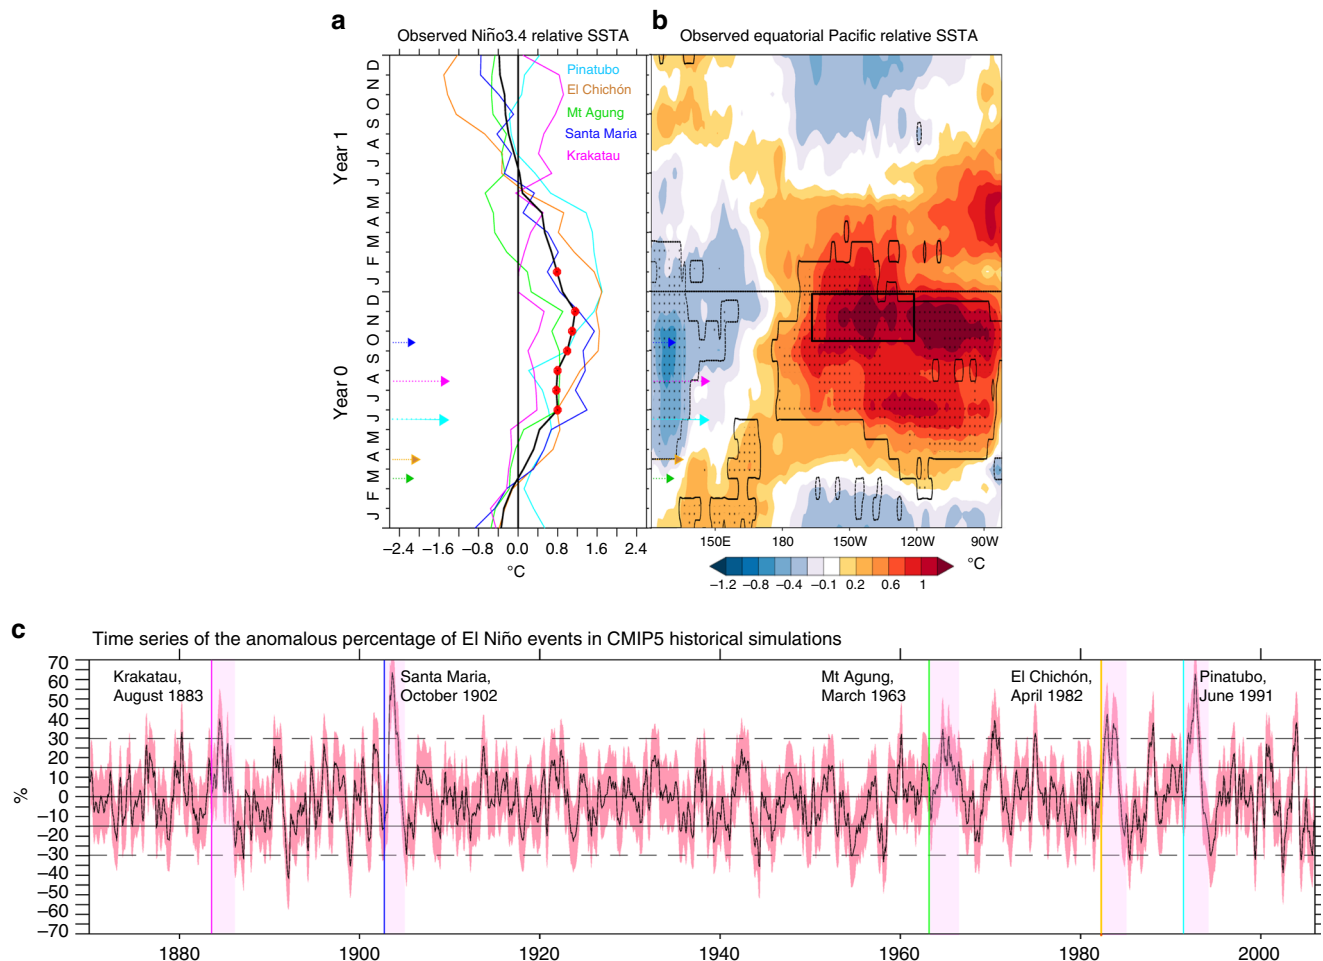 a
Observed Niño3.4 relative SSTA
b
Observed equatorial Pacific relative SSTA
Pinatubo
El Chichón
Mt Agung
Santa Maria
Krakatau
Year 1
D
N
O
S
A
J
J
M
A
M
F
J
Year 0
D
N
O
S
A
J
J
M
A
M
F
J
−2.4 −1.6 −0.8 0.0 0.8 1.6 2.4
°C
150E 180 150W 120W 90W
−1.2 −0.8 −0.4 −0.1 0.2 0.6 1
°C
c
Time series of the anomalous percentage of El Niño events in CMIP5 historical simulations
Krakatau,
August 1883
Santa Maria,
October 1902
Mt Agung,
March 1963
El Chichón,
April 1982
Pinatubo,
June 1991
%
70
60
50
40
30
20
10
0
−10
−20
−30
−40
−50
−60
−70
1880 1900 1920 1940 1960 1980 2000